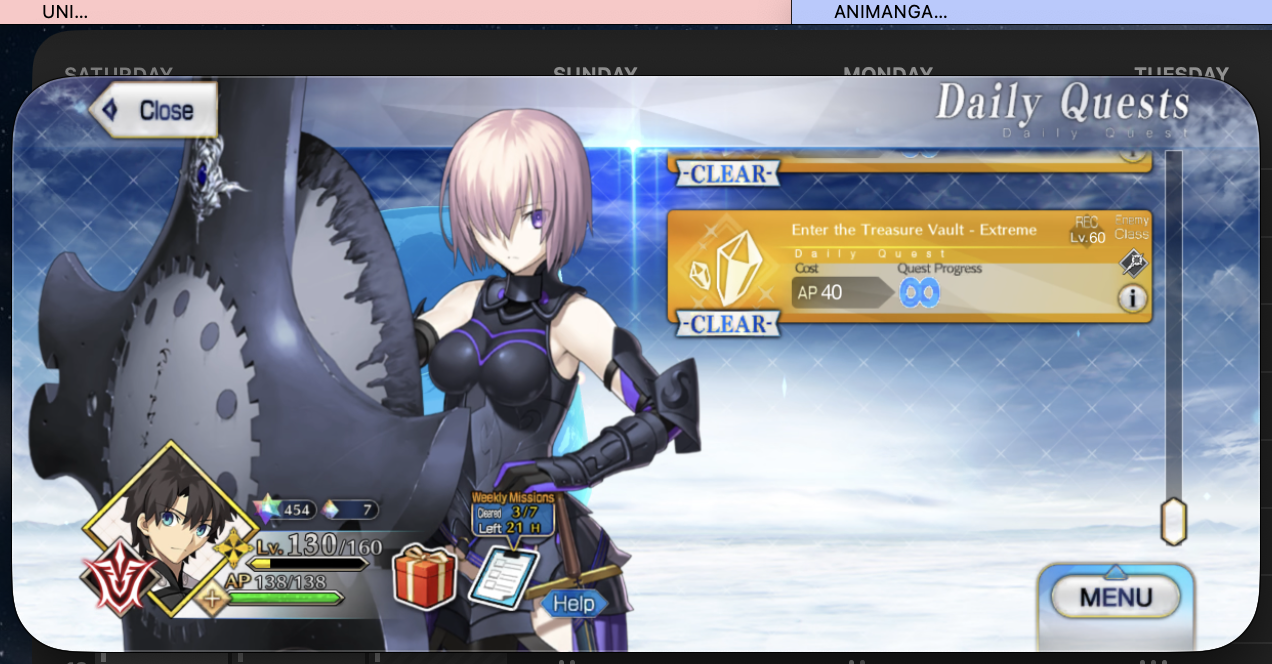 UNI...
ANIMANGA...
SATURDAY
SUNDAY
MONDAY
TUESDAY
Close
Daily Quests
Daily Quest
-CLEAR-
Enter the Treasure Vault - Extreme
REC
Lv.60
Enemy
Class
Daily Quest
Cost
Quest Progress
AP 40
∞
i
-CLEAR-
Weekly Missions
Cleared 3/7
Left 21 H
454
7
Lv.130/160
AP 138/138
Help
MENU